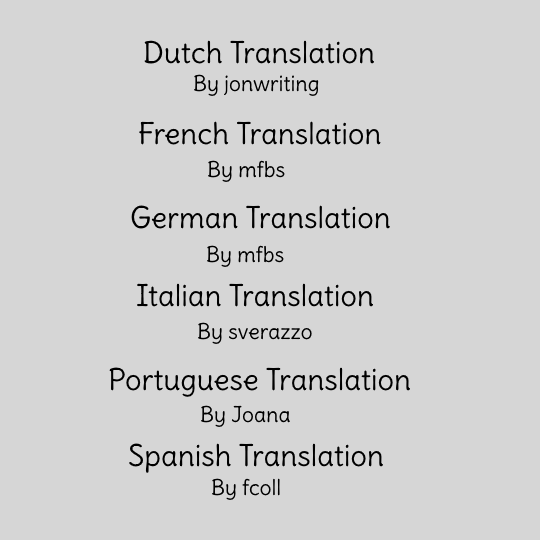 Dutch Translation
By jonwriting
French Translation
By mfbs
German Translation
By mfbs
Italian Translation
By sverazzo
Portuguese Translation
By Joana
Spanish Translation
By fcoll